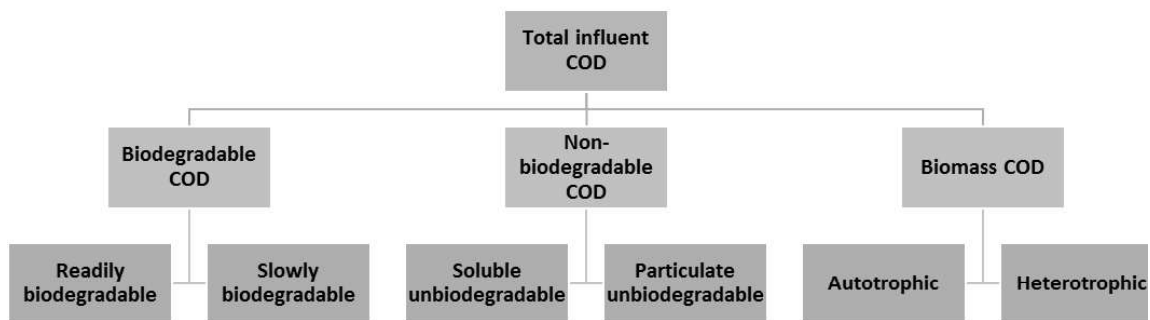 Total influent
COD
Biodegradable
COD
Non-
biodegradable
COD
Biomass COD
Readily
biodegradable
Slowly
biodegradable
Soluble
unbiodegradable
Particulate
unbiodegradable
Autotrophic
Heterotrophic